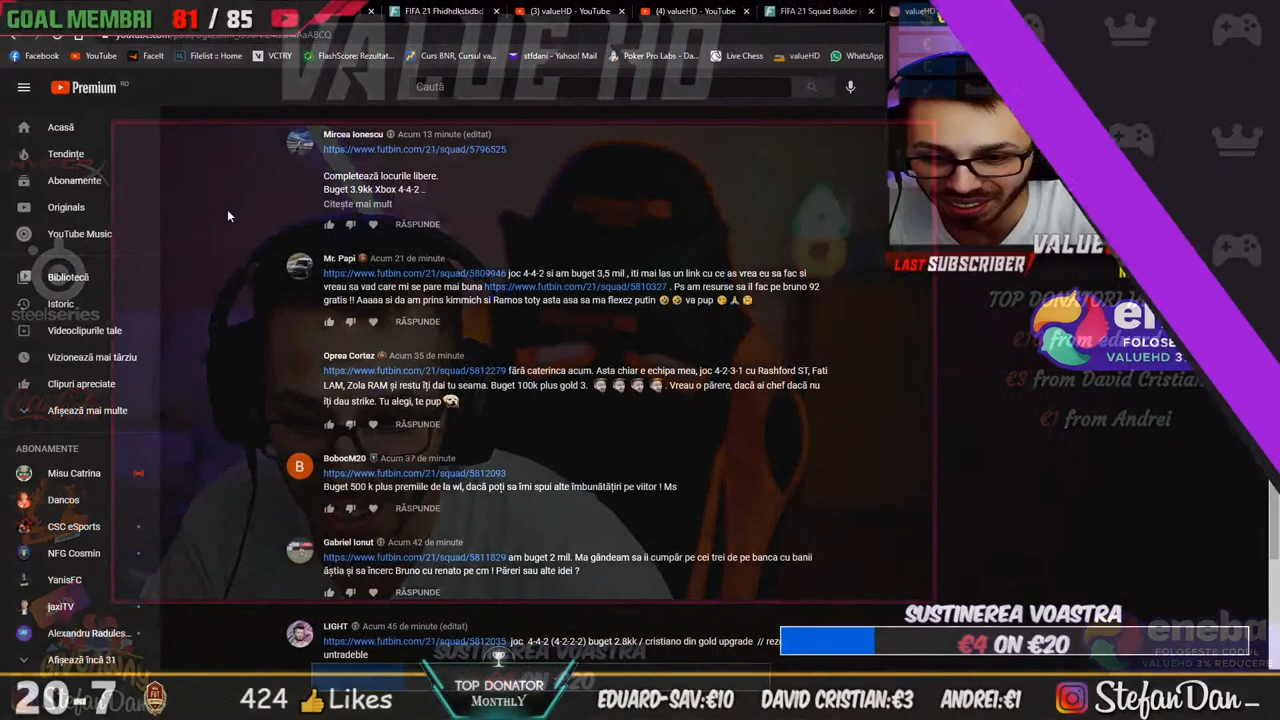 GOAL MEMBRI 81 / 85
FIFA 21 Fhidhdksbdbd
(3) valueHD - YouTube
(4) valueHD - YouTube
FIFA 21 Squad Builder
valueHD
Facebook YouTube FaceIt Filelist :: Home VCTRY FlashScore: Rezultat... Curs BNR, Cursul va... stfdani - Yahoo! Mail Poker Pro Labs - Da... Live Chess valueHD WhatsApp
VALUE HD
Premium RO
Caută
Acasă
Tendințe
Abonamente
Originals
YouTube Music
Bibliotecă
Istoric
steelseries
Videoclipurile tale
Vizionează mai târziu
Clipuri apreciate
Afișează mai multe
ABONAMENTE
Misu Catrina
Dancos
CSC eSports
NFG Cosmin
YanisFC
jaxiTV
Alexandru Radules...
Afișează încă 31
Mircea Ionescu Acum 13 minute (editat)
https://www.futbin.com/21/squad/5796525
Completează locurile libere.
Buget 3.9kk Xbox 4-4-2 ..
Citește mai mult
RĂSPUNDE
Mr. Papi Acum 21 de minute
https://www.futbin.com/21/squad/5809946 joc 4-4-2 si am buget 3,5 mil , iti mai las un link cu ce as vrea eu sa fac si
vreau sa vad care mi se pare mai buna https://www.futbin.com/21/squad/5810327 . Ps am resurse sa il fac pe bruno 92
gratis !! Aaaaa si da am prins kimmich si Ramos toty asta asa sa ma flexez putin 🤣 🤣 va pup 😘 🙏 🤗
RĂSPUNDE
Oprea Cortez Acum 35 de minute
https://www.futbin.com/21/squad/5812279 fără caterinca acum. Asta chiar e echipa mea, joc 4-2-3-1 cu Rashford ST, Fati
LAM, Zola RAM și restu îți dai tu seama. Buget 100k plus gold 3. Vreau o părere, dacă ai chef dacă nu
îți dau strike. Tu alegi, te pup
RĂSPUNDE
B
BobocM20 Acum 37 de minute
https://www.futbin.com/21/squad/5812093
Buget 500 k plus premiile de la wl, dacă poți sa îmi spui alte îmbunătățiri pe viitor ! Ms
RĂSPUNDE
Gabriel Ionut Acum 42 de minute
https://www.futbin.com/21/squad/5811829 am buget 2 mil. Ma gândeam sa ii cumpăr pe cei trei de pe banca cu banii
ăștia și sa încerc Bruno cu renato pe cm ! Păreri sau alte idei ?
RĂSPUNDE
LIGHT Acum 45 de minute (editat)
https://www.futbin.com/21/squad/5812035 joc 4-4-2 (4-2-2-2) buget 2.8kk / cristiano din gold upgrade // reze
untradeble
LAST SUBSCRIBER
TOP DONATORI
FOLOSE
VALUEHD 3%
€3 from David Cristian
€1 from Andrei
SUSTINEREA VOASTRA
€4 ON €20
eneba
FOLOSESTE CODUL
VALUEHD 3% REDUCERE
424 👍 Likes
TOP DONATOR
MONTHLY
EDUARD-SAV:€10 DAVID CRISTIAN:€3 ANDREI:€1
StefanDan_